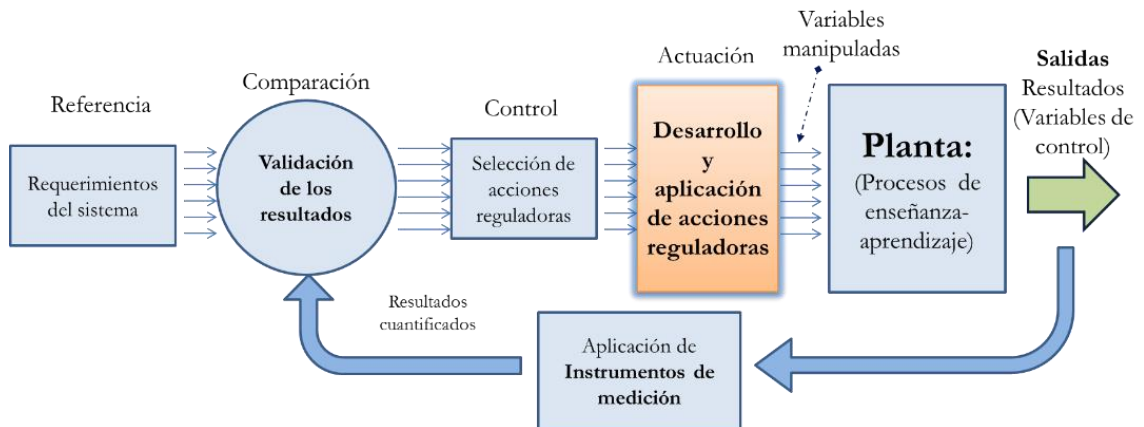 Referencia
Requerimientos
del sistema
Comparación
Validación
de los
resultados
Control
Selección de
acciones
reguladoras
Actuación
Desarrollo
y
aplicación
de acciones
reguladoras
Variables
manipuladas
Planta:
(Procesos de
enseñanza-
aprendizaje)
Salidas
Resultados
(Variables de
control)
Resultados
cuantificados
Aplicación de
Instrumentos de
medición